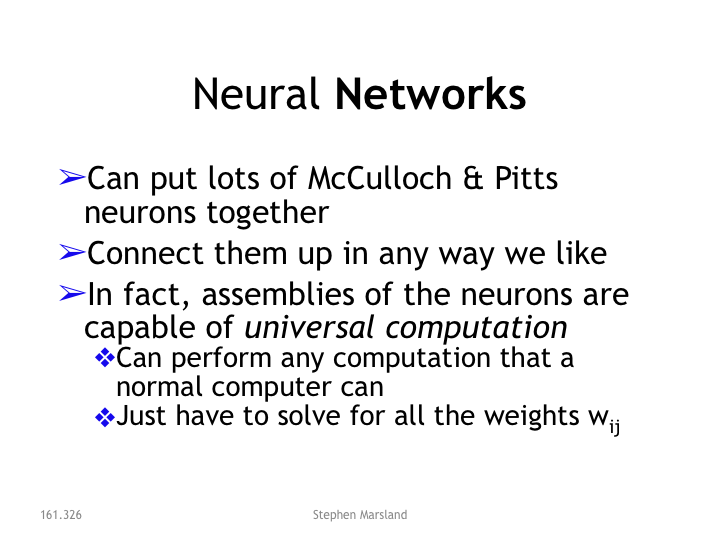 Neural Networks
➢Can put lots of McCulloch & Pitts
neurons together
➢Connect them up in any way we like
➢In fact, assemblies of the neurons are
capable of universal computation
❖Can perform any computation that a
normal computer can
❖Just have to solve for all the weights wij
161.326
Stephen Marsland